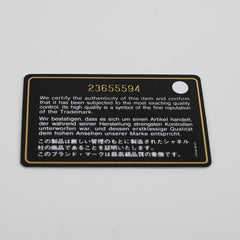 23655594
We certify the authenticity of this item and confirm
that it has been subjected to the most exacting quality
control. Its high quality is a symbol of the fine reputation
of the Trademark.
Wir bestätigen, dass es sich um einen Artikel handelt,
der während seiner Herstellung strengsten Kontrollen
unterworfen war, und dessen erstklassige Qualität
dem hohen Ansehen unserer Marke entspricht.
この製品は厳しい管理のもとに製造されたシャネル
社の商品であることを証明いたします。
このブランド・マークは最高級品質の象徴です。